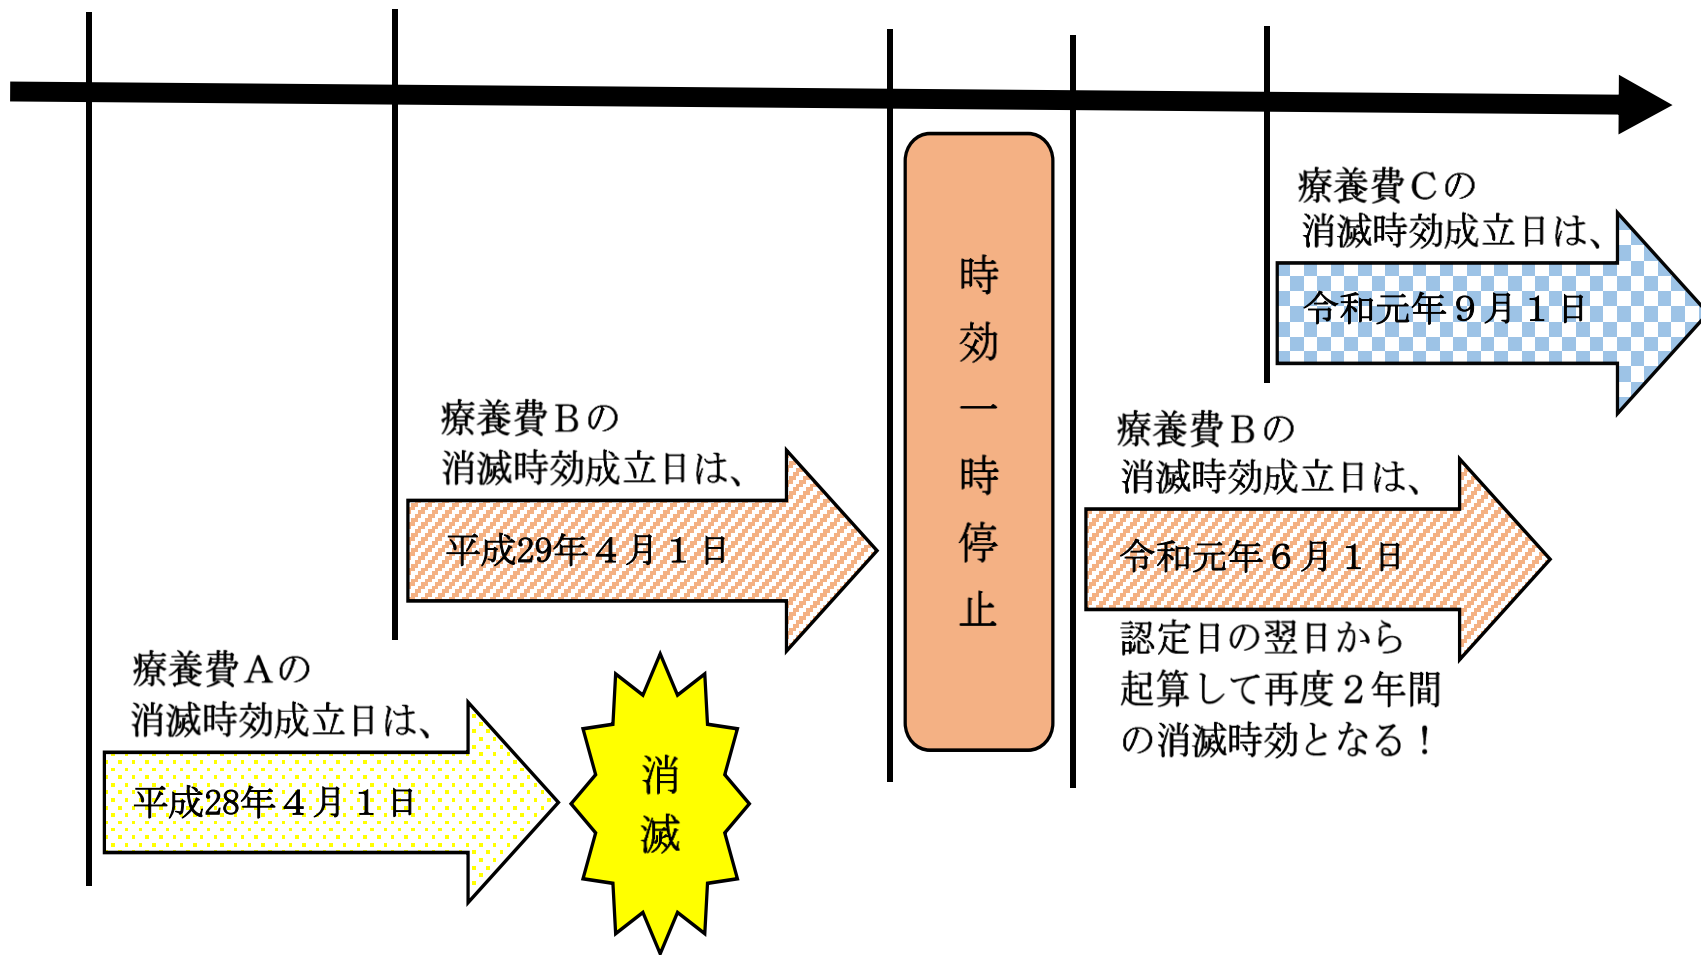 療養費Ａの
消滅時効成立日は、
平成28年４月１日
消滅
療養費Ｂの
消滅時効成立日は、
平成29年４月１日
時効一時停止
療養費Ｂの
消滅時効成立日は、
令和元年６月１日
認定日の翌日から
起算して再度２年間
の消滅時効となる！
療養費Ｃの
消滅時効成立日は、
令和元年９月１日